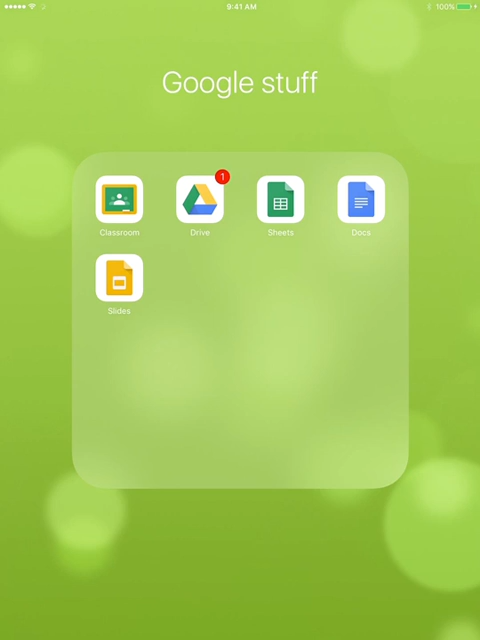 9:41 AM
100%
Google stuff
1
Classroom
Drive
Sheets
Docs
Slides